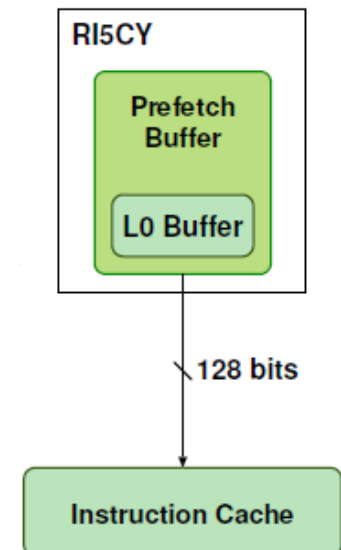 RI5CY
Prefetch
Buffer
L0 Buffer
128 bits
Instruction Cache